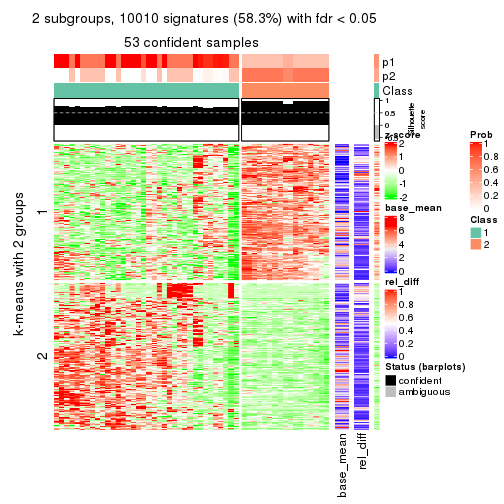 2 subgroups, 10010 signatures (58.3%) with fdr < 0.05
53 confident samples
p1
p2
Class
1
0.5
0
-0.5
Silhouette
score
k-means with 2 groups
1
2
base_mean
rel_diff
z-score
2
1
0
-1
-2
base_mean
8
6
4
2
0
rel_diff
1
0.8
0.6
0.4
0.2
0
Status (barplots)
confident
ambiguous
Prob
1
0.8
0.6
0.4
0.2
0
Class
1
2